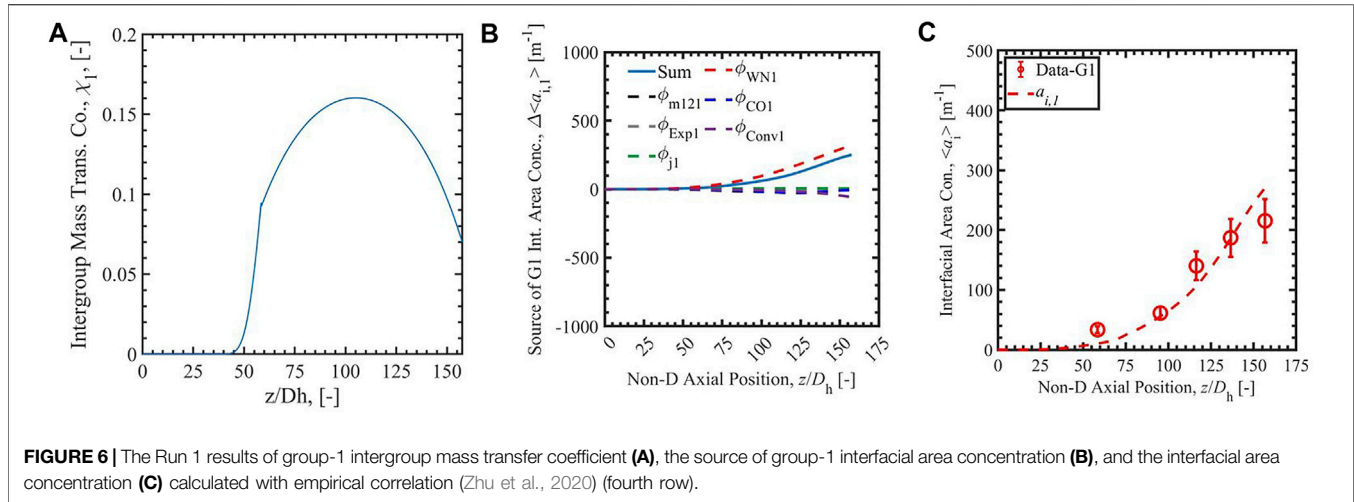 A
Intergroup Mass Trans. Co., χ1, [-]
0.2
0.15
0.1
0.05
0
0 25 50 75 100 125 150
z/Dh, [-]
B
Source of G1 Int. Area Conc., Δ<ai,1> [m-1]
1000
500
0
-500
-1000
Sum
ϕm121
ϕExp1
ϕj1
ϕWN1
ϕCO1
ϕConv1
0 25 50 75 100 125 150 175
Non-D Axial Position, z/Dh [-]
C
Interfacial Area Con., <ai> [m-1]
500
400
300
200
100
0
Data-G1
ai,1
0 25 50 75 100 125 150 175
Non-D Axial Position, z/Dh [-]
FIGURE 6 | The Run 1 results of group-1 intergroup mass transfer coefficient (A), the source of group-1 interfacial area concentration (B), and the interfacial area
concentration (C) calculated with empirical correlation (Zhu et al., 2020) (fourth row).